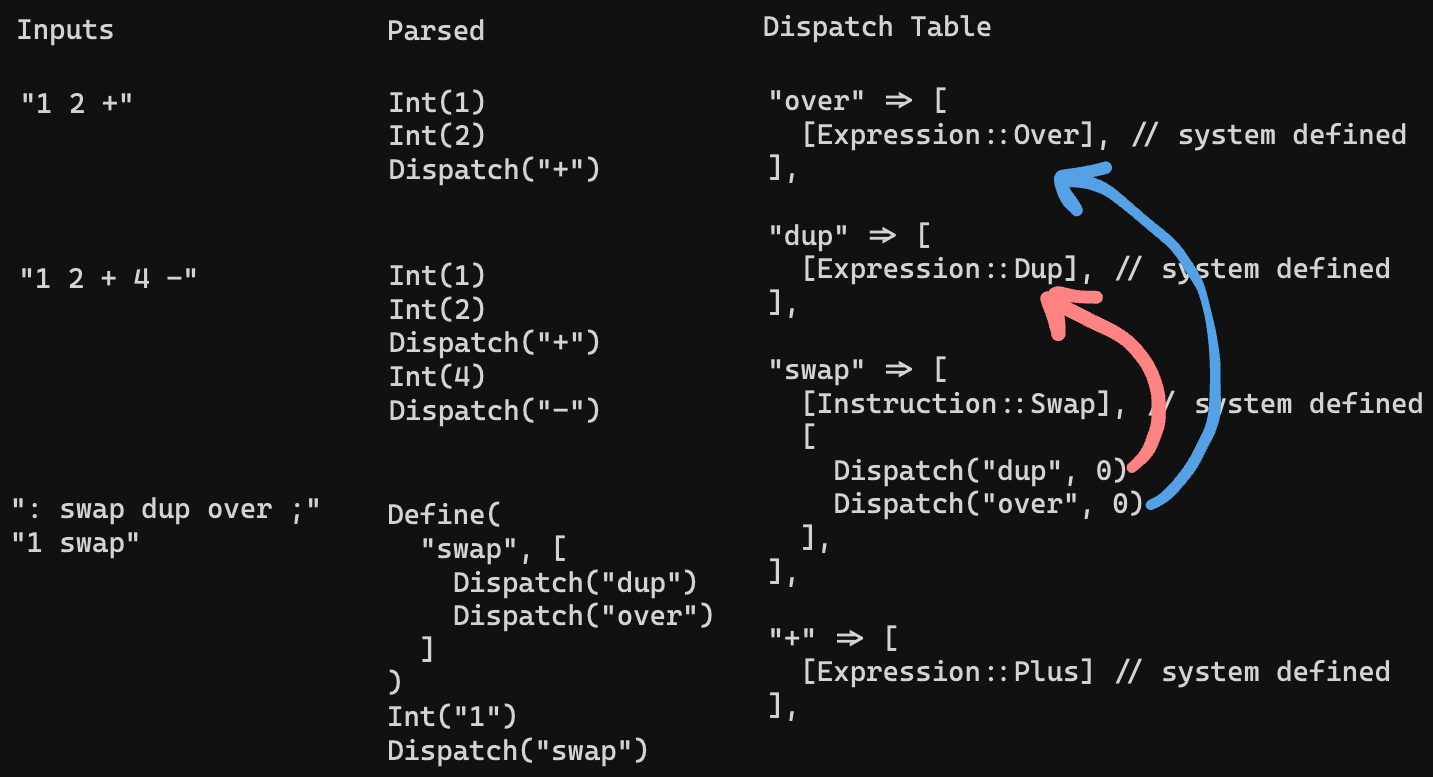 Inputs
"1 2 +"
"1 2 + 4 -"
": swap dup over ;"
"1 swap"
Parsed
Int(1)
Int(2)
Dispatch("+")
Int(1)
Int(2)
Dispatch("+")
Int(4)
Dispatch("-")
Define(
  "swap", [
    Dispatch("dup")
    Dispatch("over")
  ]
)
Int("1")
Dispatch("swap")
Dispatch Table
"over" => [
  [Expression::Over], // system defined
],
"dup" => [
  [Expression::Dup], // system defined
],
"swap" => [
  [Instruction::Swap], // system defined
  [
    Dispatch("dup", 0)
    Dispatch("over", 0)
  ],
],
"+" => [
  [Expression::Plus] // system defined
],